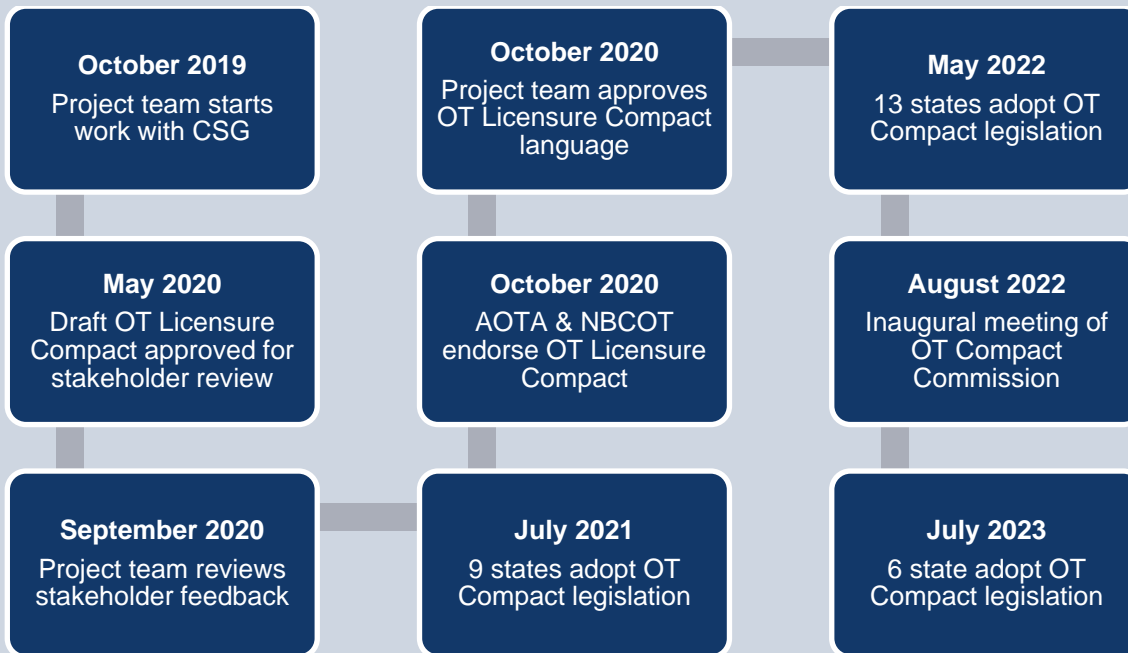 October 2019
Project team starts
work with CSG
May 2020
Draft OT Licensure
Compact approved for
stakeholder review
September 2020
Project team reviews
stakeholder feedback
October 2020
Project team approves
OT Licensure Compact
language
October 2020
AOTA & NBCOT
endorse OT Licensure
Compact
July 2021
9 states adopt OT
Compact legislation
May 2022
13 states adopt OT
Compact legislation
August 2022
Inaugural meeting of
OT Compact
Commission
July 2023
6 state adopt OT
Compact legislation